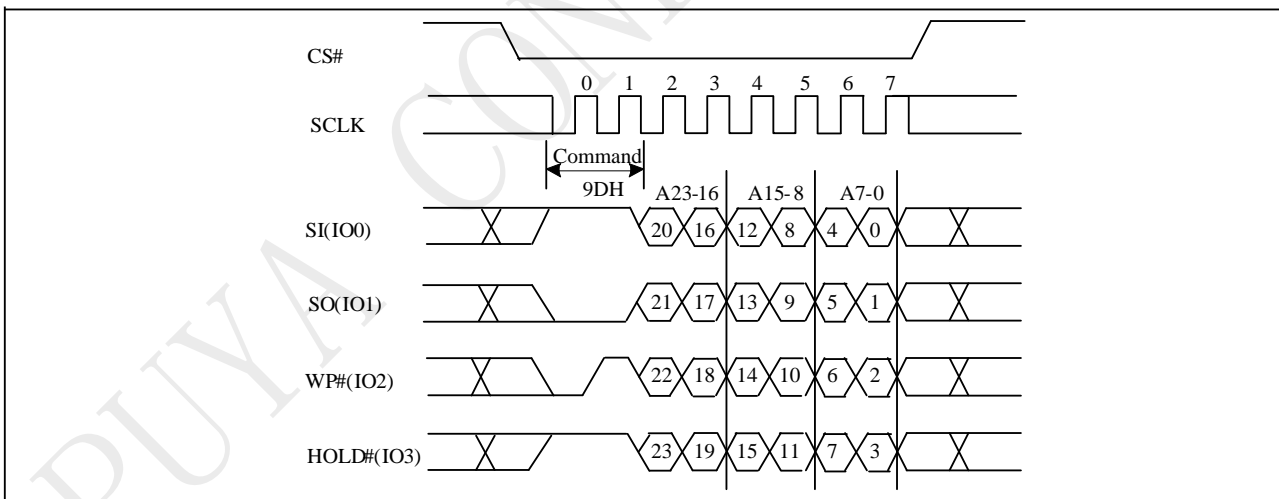 PUYA CON
CS#
0 1 2 3 4 5 6 7
SCLK
Command
9DH
A23-16 A15-8 A7-0
SI(IO0) 20 16 12 8 4 0
SO(IO1) 21 17 13 9 5 1
WP#(IO2) 22 18 14 10 6 2
HOLD#(IO3) 23 19 15 11 7 3